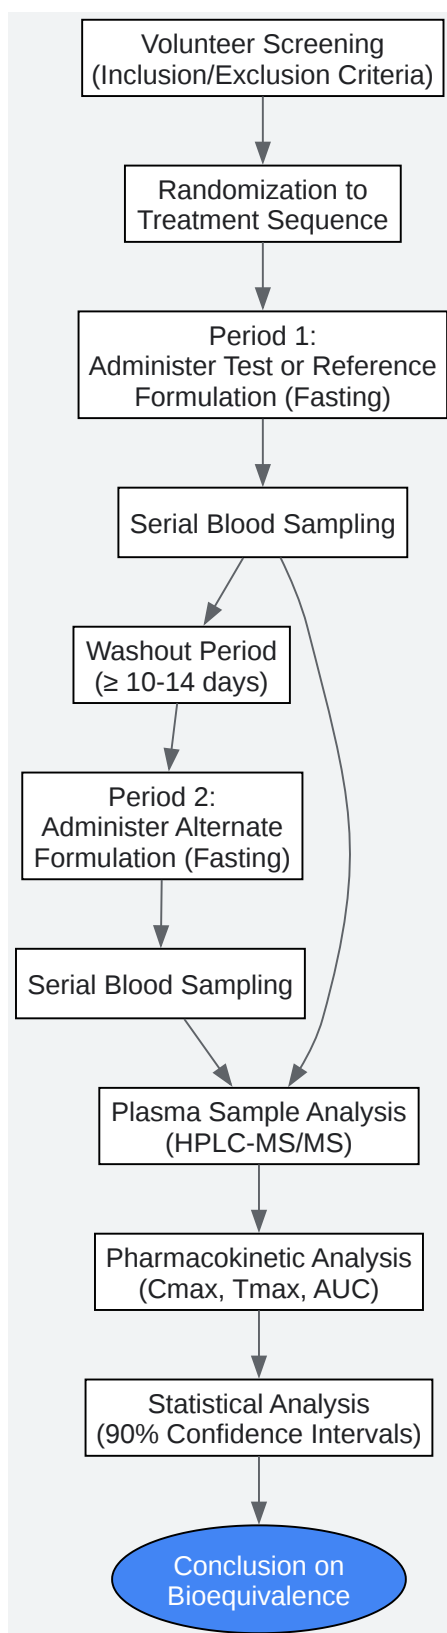 Volunteer Screening
(Inclusion/Exclusion Criteria)
Randomization to
Treatment Sequence
Period 1:
Administer Test or Reference
Formulation (Fasting)
Serial Blood Sampling
Washout Period
(≥ 10-14 days)
Period 2:
Administer Alternate
Formulation (Fasting)
Serial Blood Sampling
Plasma Sample Analysis
(HPLC-MS/MS)
Pharmacokinetic Analysis
(Cmax, Tmax, AUC)
Statistical Analysis
(90% Confidence Intervals)
Conclusion on
Bioequivalence